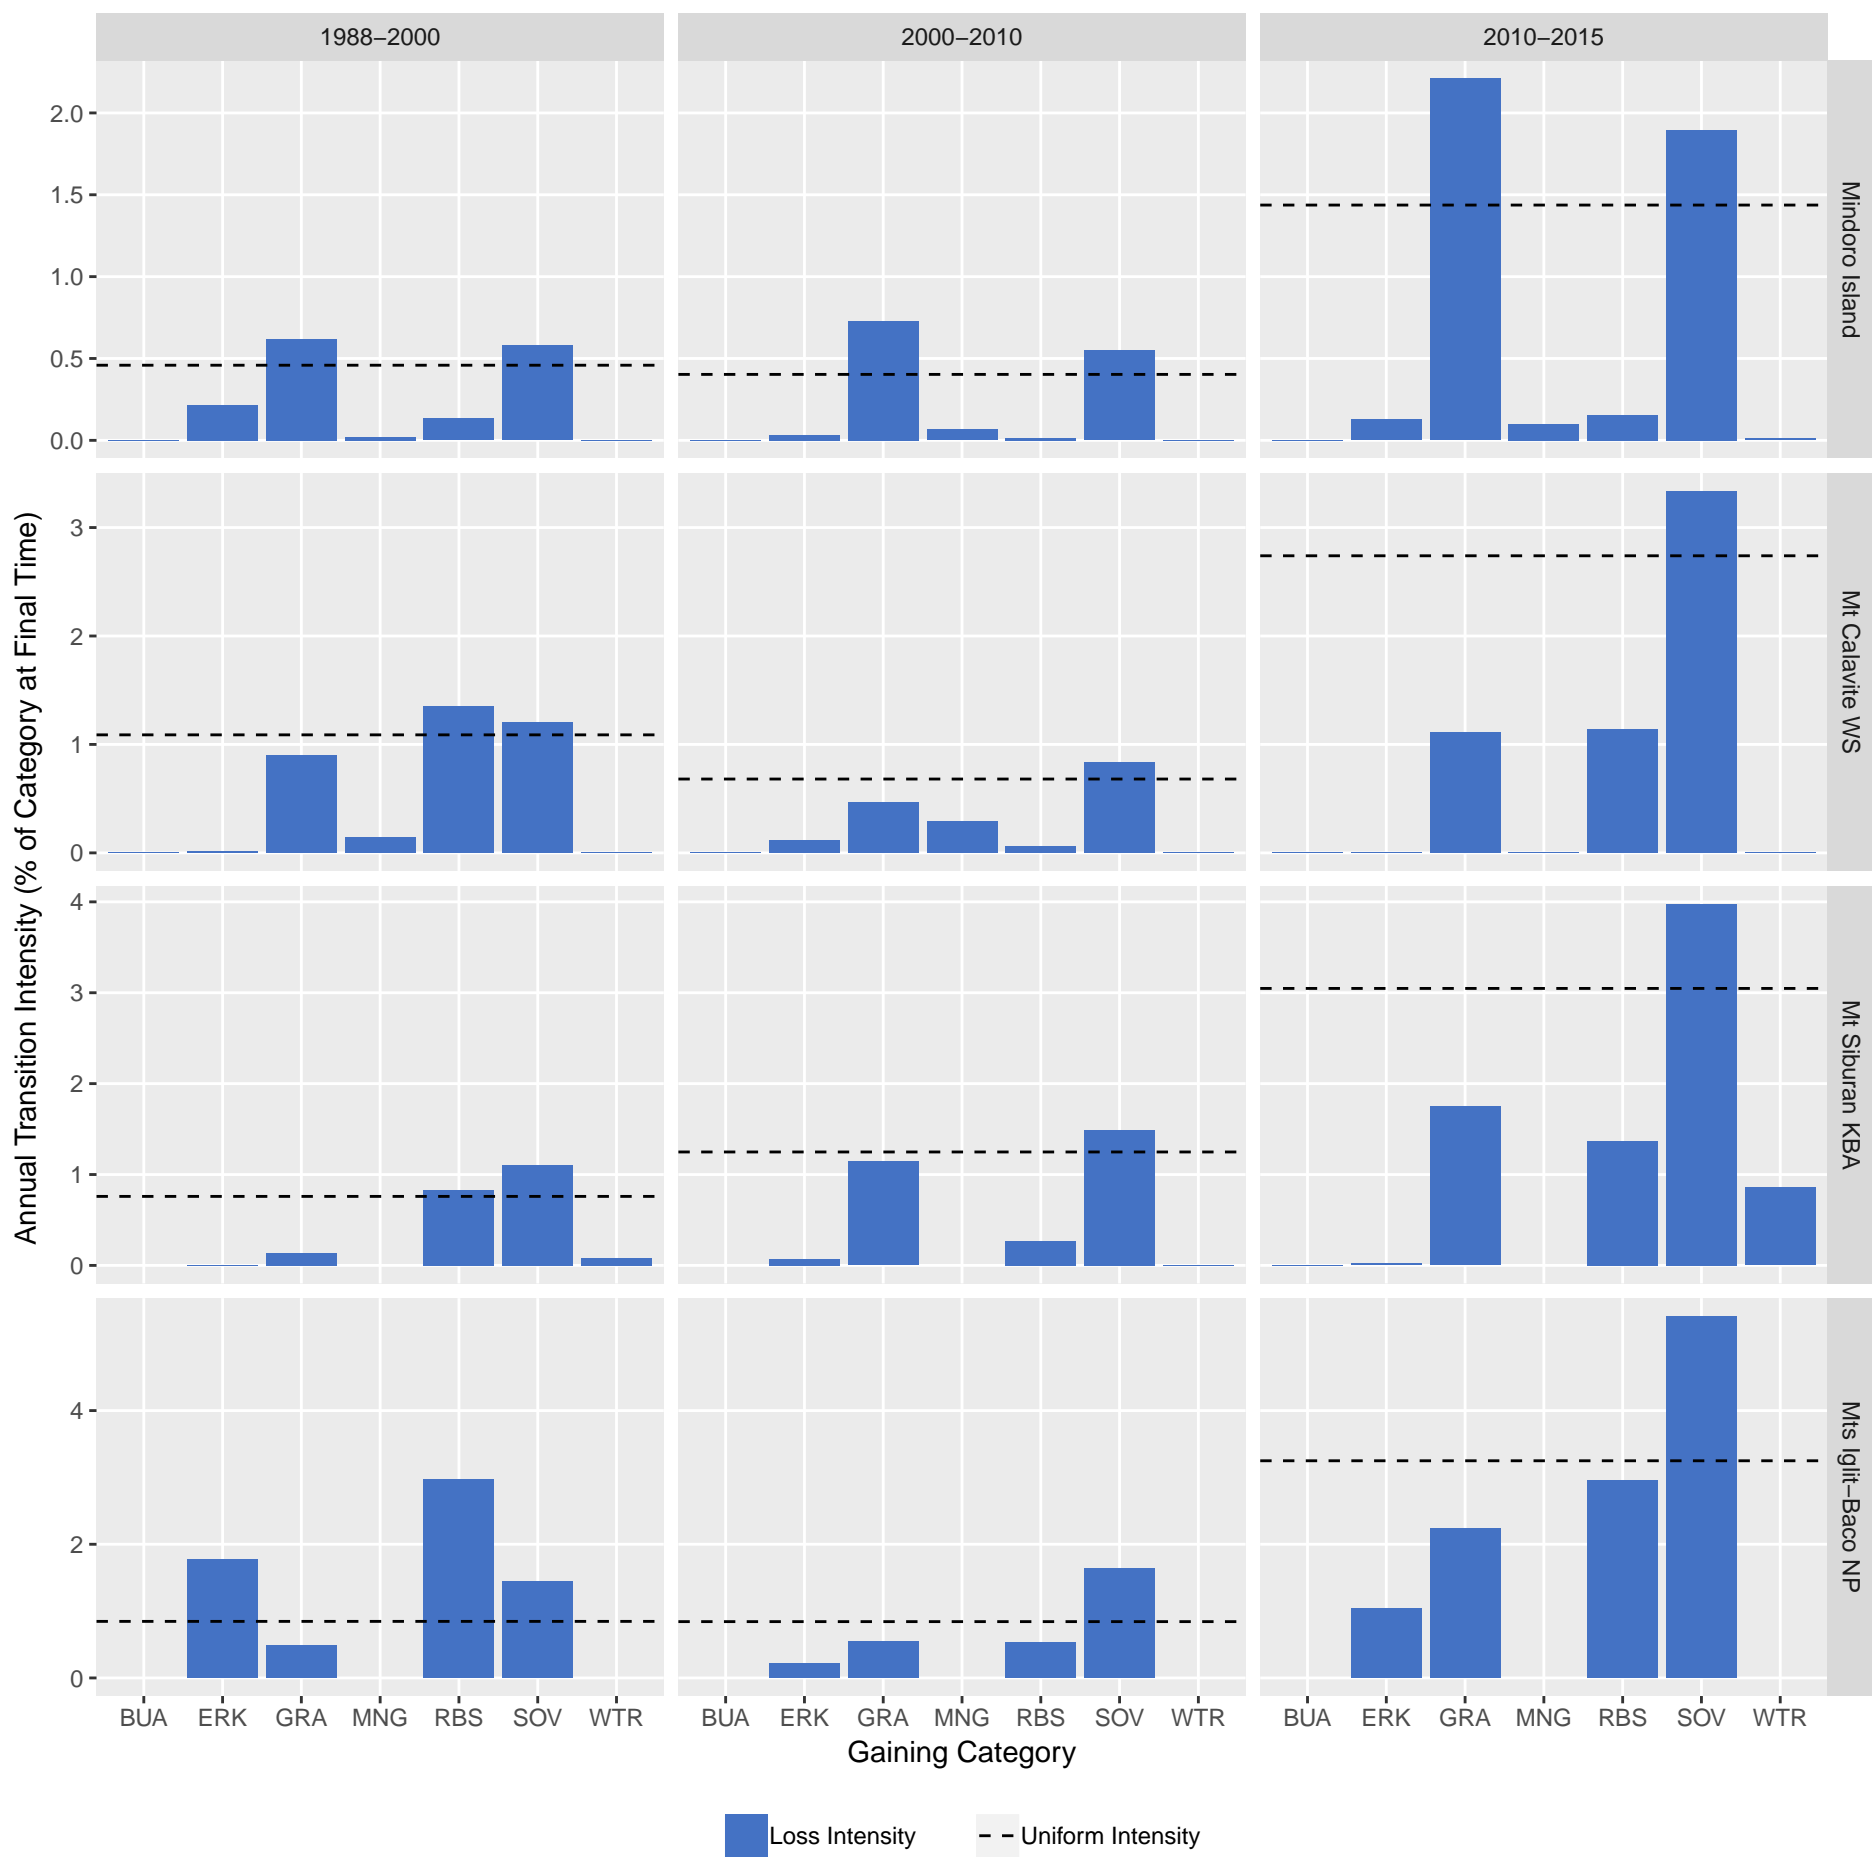 1988–2000 2000–2010 2010–2015
2.0
1.5
1.0
0.5
0.0
Mindoro Island
3
2
1
0
Mt Calavite WS
4
3
2
1
0
Mt Siburan KBA
4
2
0
Mts Iglit–Baco NP
Annual Transition Intensity (% of Category at Final Time)
BUA ERK GRA MNG RBS SOV WTR BUA ERK GRA MNG RBS SOV WTR BUA ERK GRA MNG RBS SOV WTR
Gaining Category
Loss Intensity Uniform Intensity